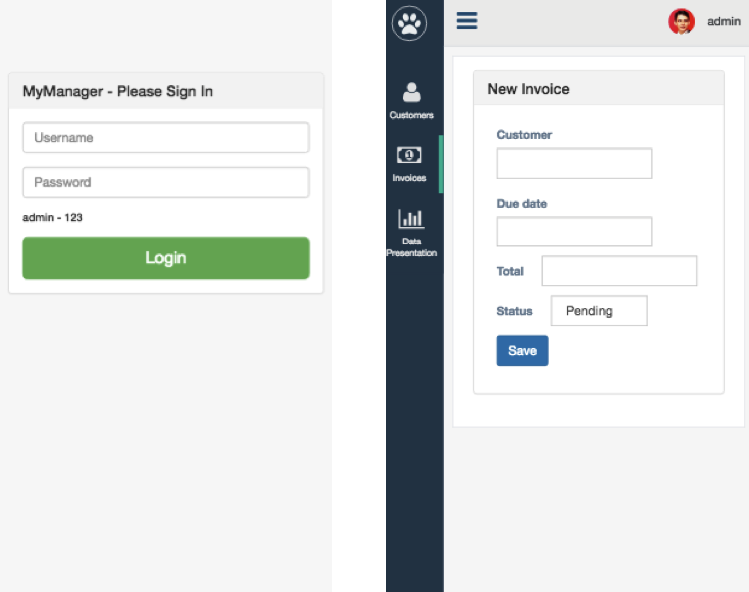 MyManager - Please Sign In
Username
Password
admin - 123
Login
admin
Customers
Invoices
Data
Presentation
New Invoice
Customer
Due date
Total
Status Pending
Save